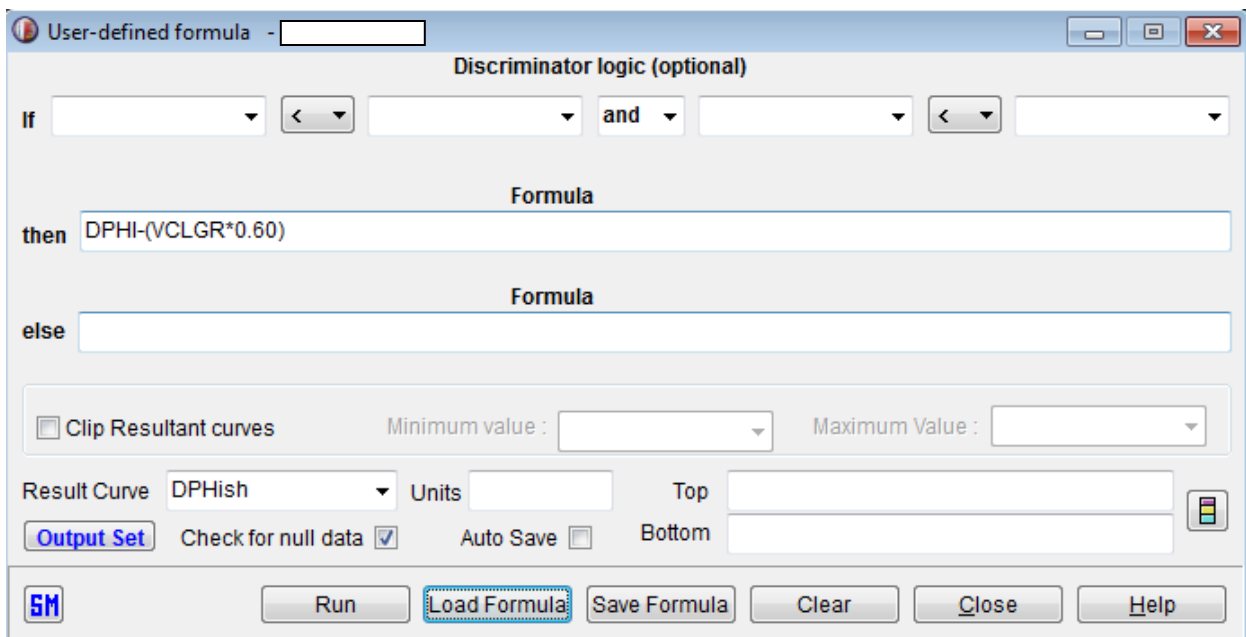 User-defined formula -
Discriminator logic (optional)
If < and <
Formula
then DPHI-(VCLGR*0.60)
Formula
else
Clip Resultant curves Minimum value : Maximum Value :
Result Curve DPHish Units Top
Output Set Check for null data Auto Save Bottom
SM Run Load Formula Save Formula Clear Close Help